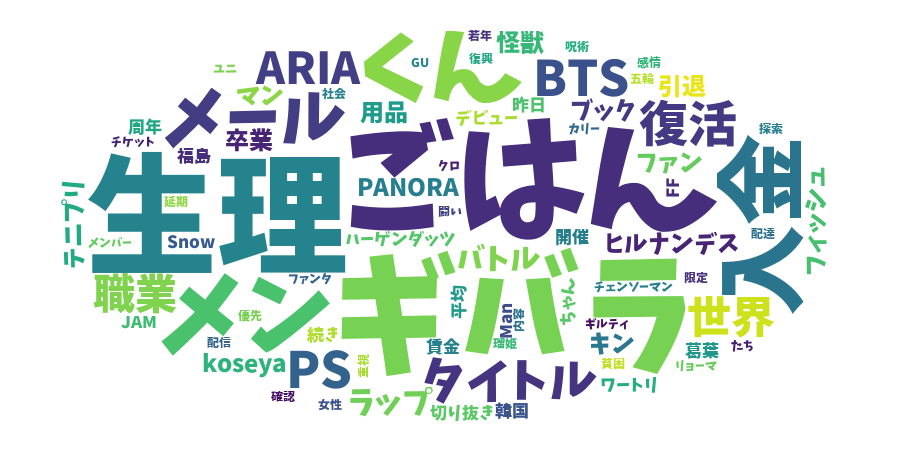 若年
くん
怪獣
呪術
GU
復興
感情
ユニ
ARIA
BTS
五輪
引退
マン
社会
メール
用品
昨日
ブック
復活
デビュー
カリー
探索
周年
チケット
卒業
福島
ごはん
ファン
クロ
入金
生理
PANORA
FF
フィッシュ
テニプリ
延期
闘い
メンバー
Snow
ハーゲンダッツ
開催
ヒルナンデス
配達
バトル
職業
メン
ファンタ
ギバラ
チェンソーマン
限定
平均
ちゃん
JAM
優先
Man
内容
ギルティ
世界
続き
配信
賃金
瑠姫
キン
葛葉
たち
koseya
PS
重視
タイトル
貧困
リョーマ
ワートリ
確認
女性
ラップ
切り抜き
韓国